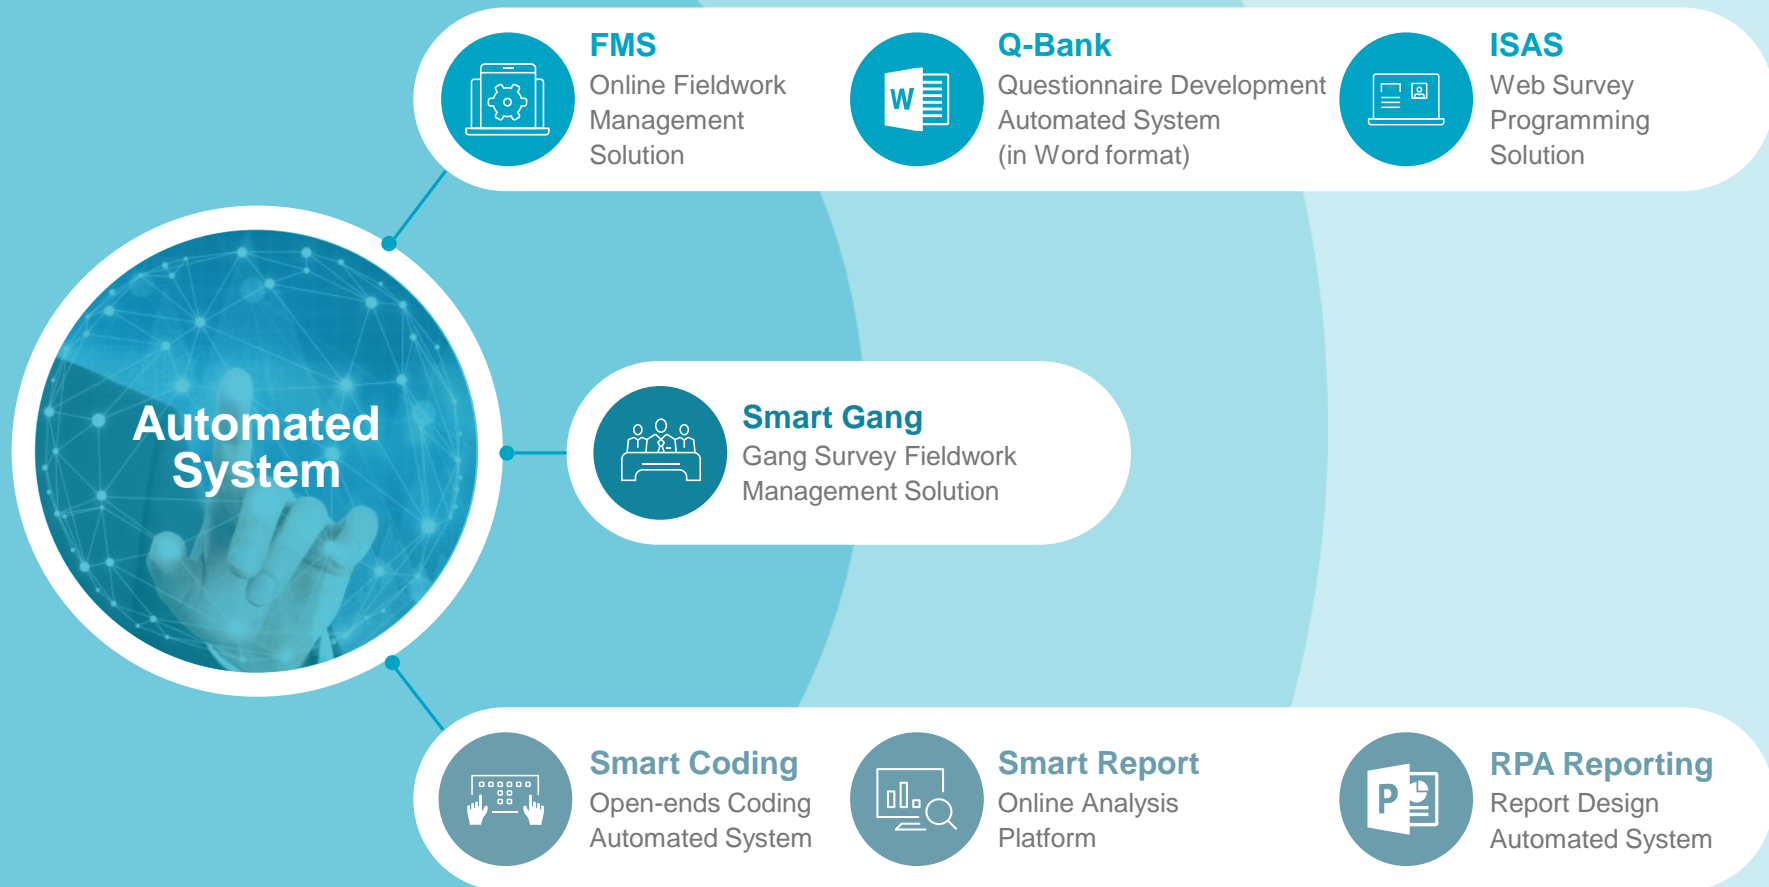 FMS
Online Fieldwork
Management
Solution
Q-Bank
Questionnaire Development
Automated System
(in Word format)
ISAS
Web Survey
Programming
Solution
Automated
System
Smart Gang
Gang Survey Fieldwork
Management Solution
Smart Coding
Open-ends Coding
Automated System
Smart Report
Online Analysis
Platform
RPA Reporting
Report Design
Automated System
W
P